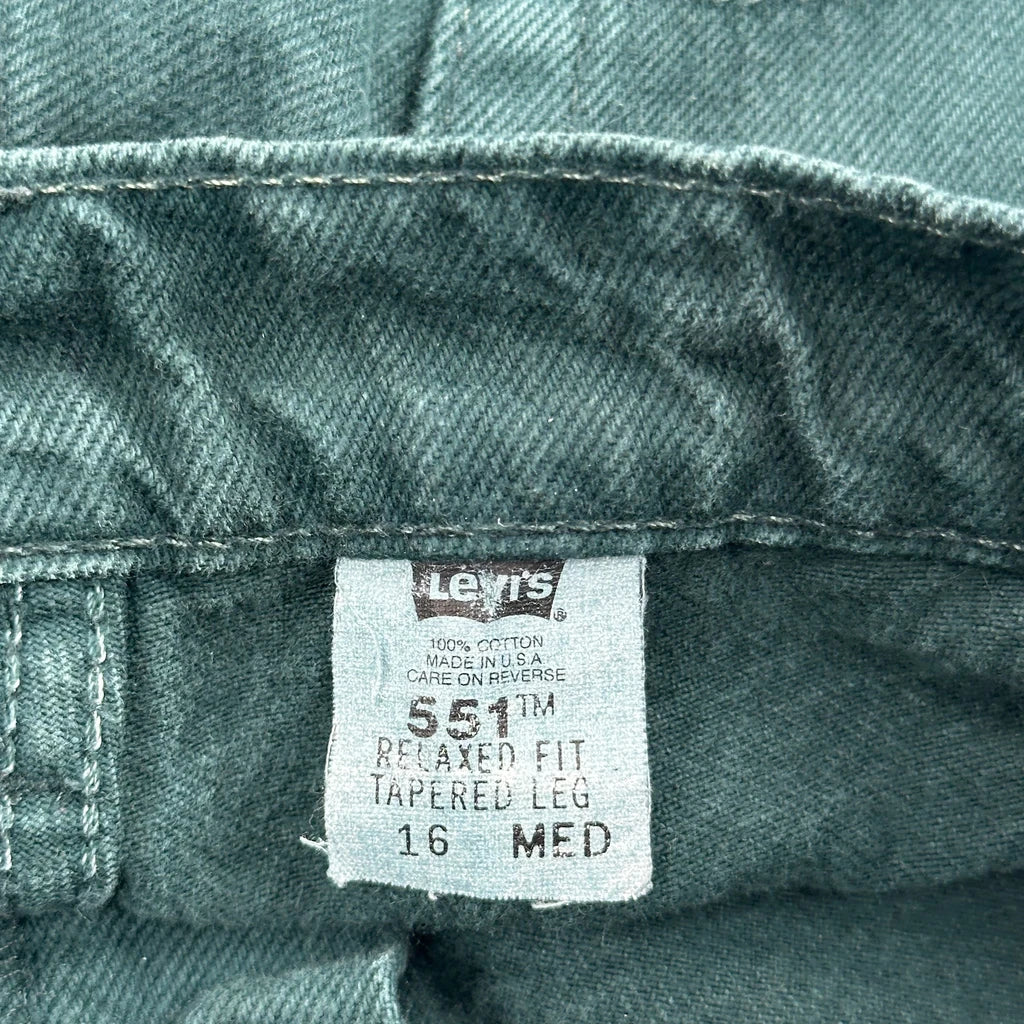 Levi's ®
100% COTTON
MADE IN U.S.A
CARE ON REVERSE
551™
RELAXED FIT
TAPERED LEG
16 MED